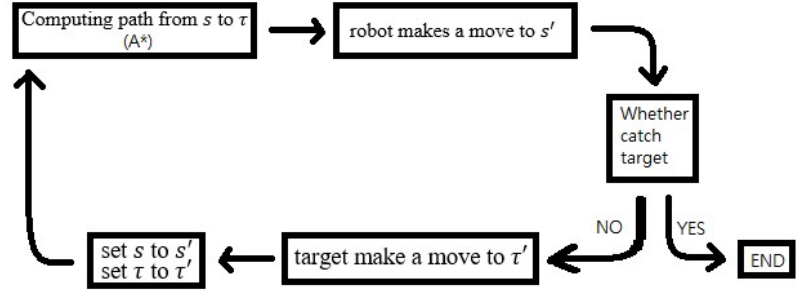 Computing path from s to τ
(A*)
robot makes a move to s′
Whether
catch
target
NO
YES
END
target make a move to τ′
set s to s′
set τ to τ′